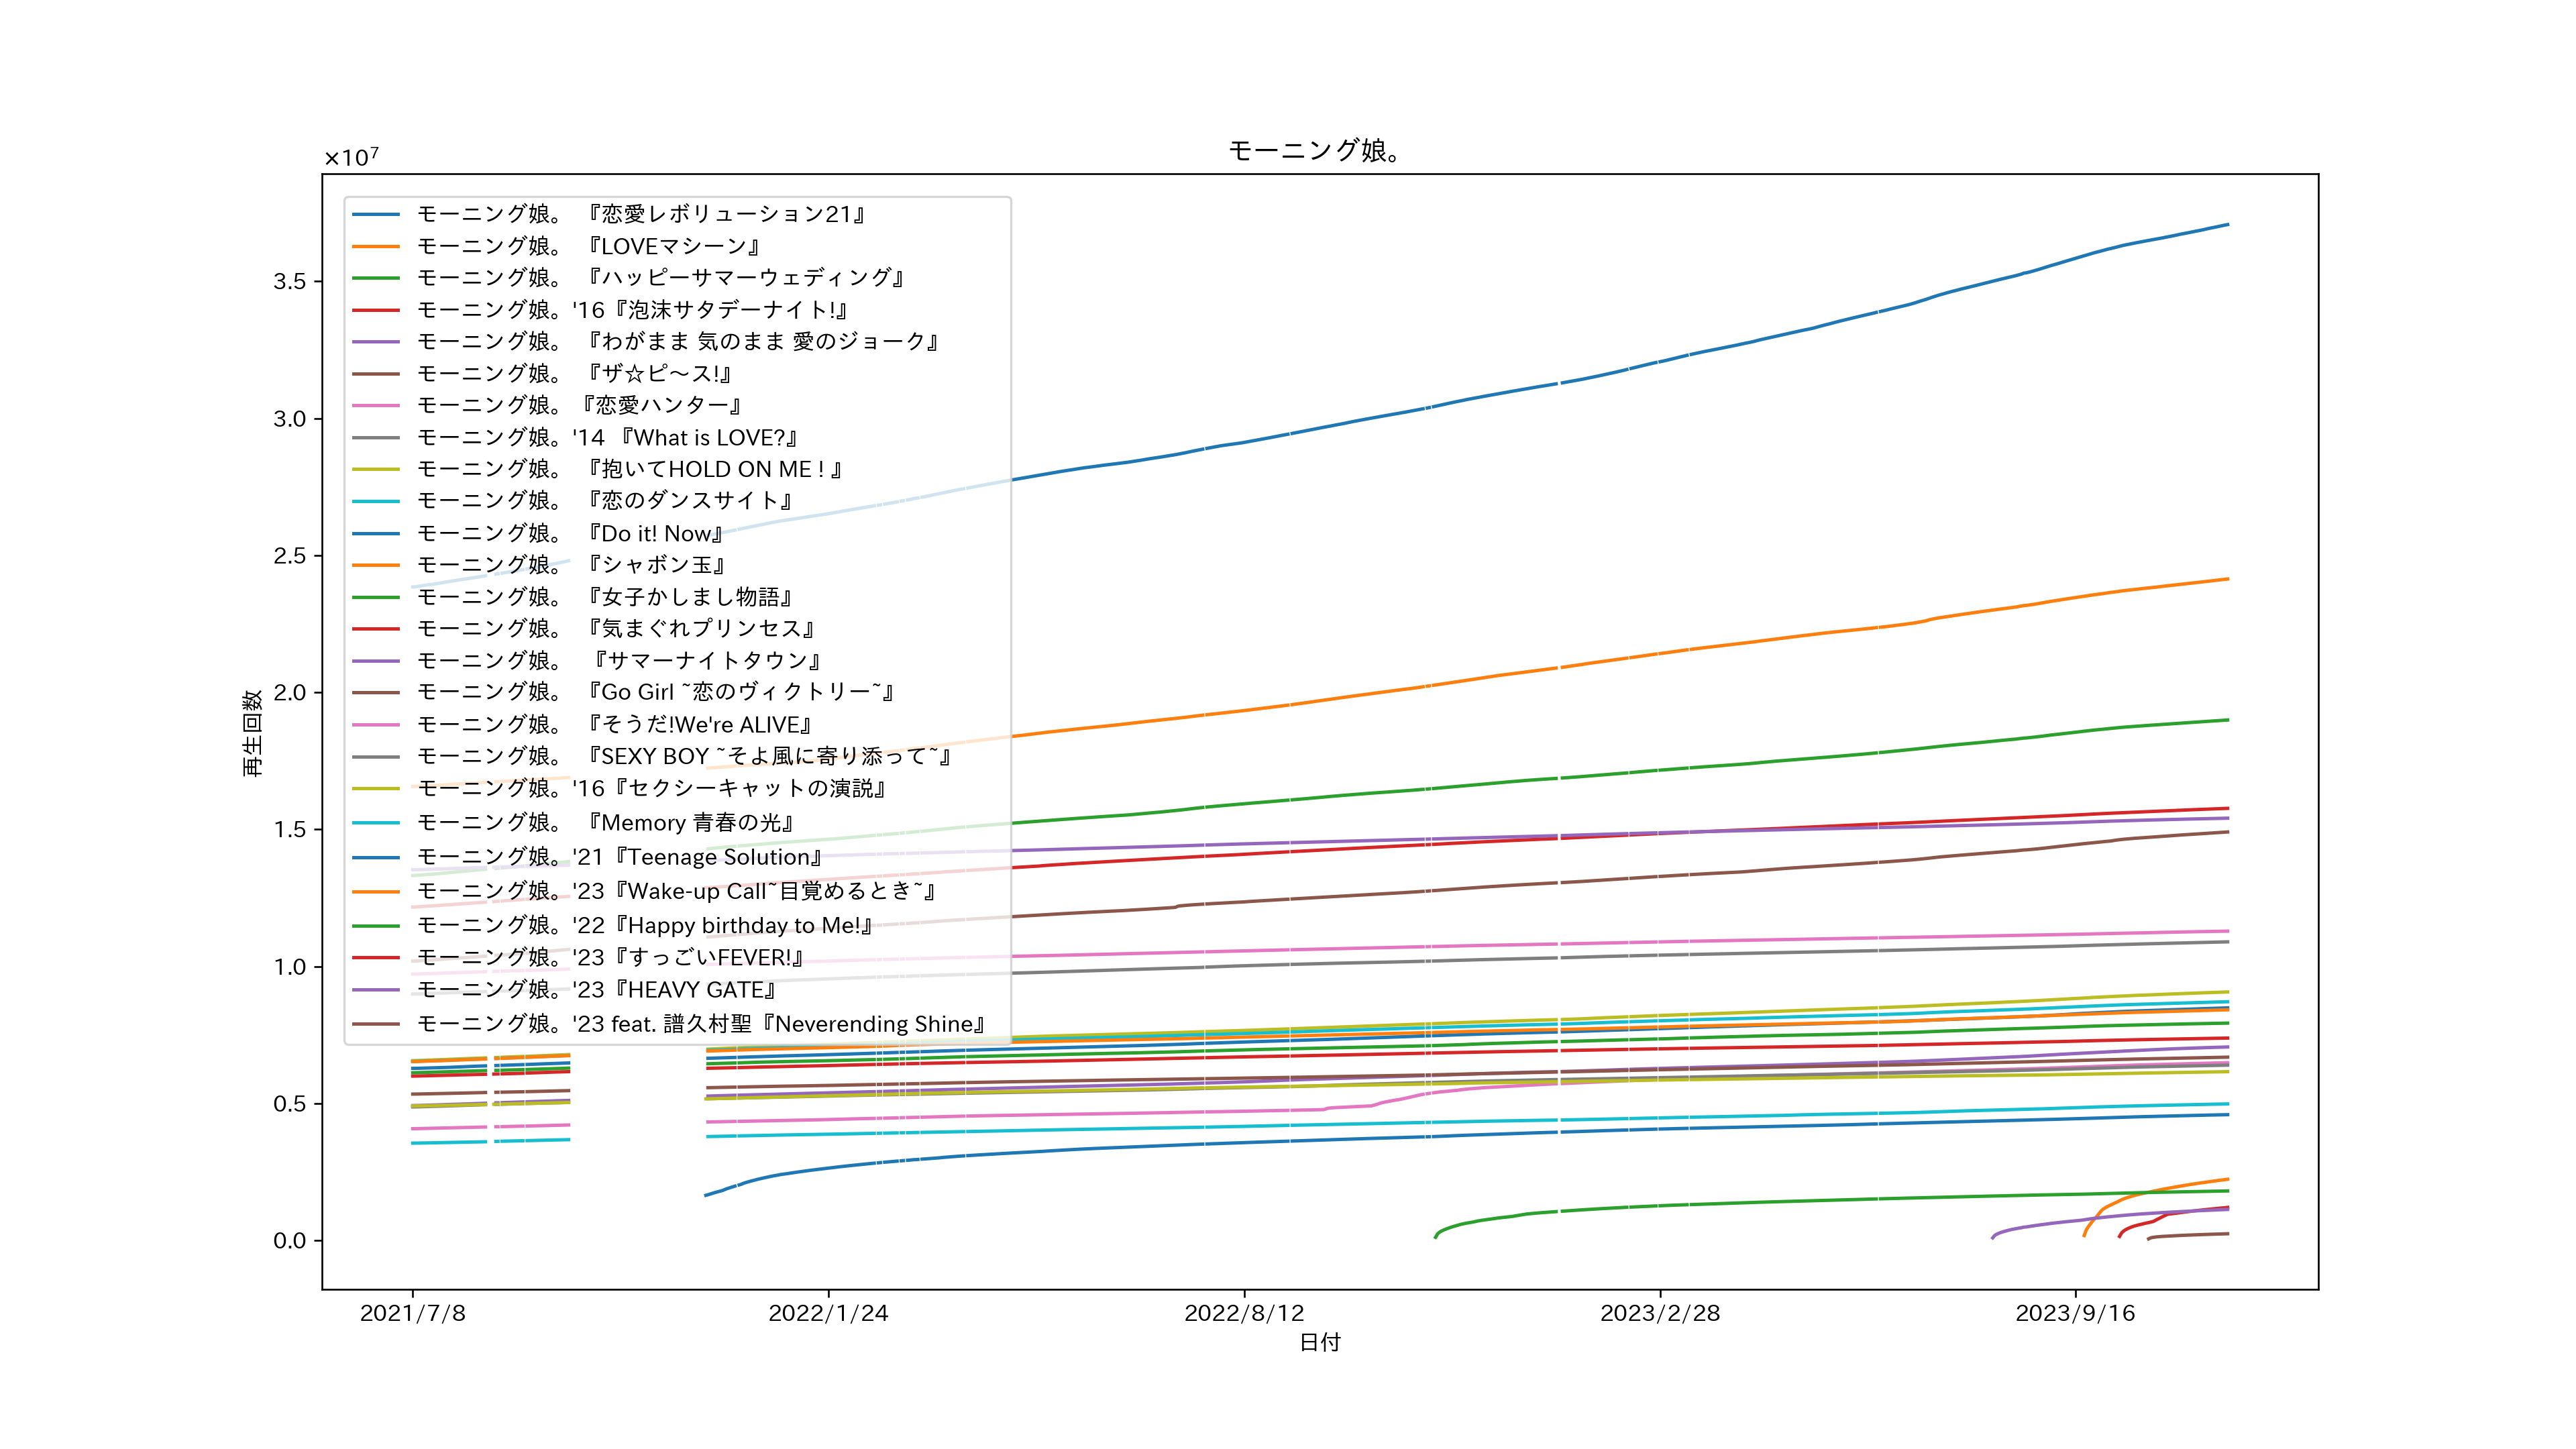 モーニング娘。
×10⁷
モーニング娘。 『恋愛レボリューション21』
モーニング娘。 『LOVEマシーン』
モーニング娘。 『ハッピーサマーウェディング』
モーニング娘。'16『泡沫サタデーナイト!』
モーニング娘。 『わがまま 気のまま 愛のジョーク』
モーニング娘。 『ザ☆ピ〜ス!』
モーニング娘。『恋愛ハンター』
モーニング娘。'14 『What is LOVE?』
モーニング娘。 『抱いてHOLD ON ME ! 』
モーニング娘。 『恋のダンスサイト』
モーニング娘。 『Do it! Now』
モーニング娘。 『シャボン玉』
モーニング娘。 『女子かしまし物語』
モーニング娘。 『気まぐれプリンセス』
モーニング娘。  『サマーナイトタウン』
モーニング娘。 『Go Girl ~恋のヴィクトリー~』
モーニング娘。 『そうだ!We're ALIVE』
モーニング娘。 『SEXY BOY ~そよ風に寄り添って~』
モーニング娘。'16『セクシーキャットの演説』
モーニング娘。 『Memory 青春の光』
モーニング娘。'21『Teenage Solution』
モーニング娘。'23『Wake-up Call~目覚めるとき~』
モーニング娘。'22『Happy birthday to Me!』
モーニング娘。'23『すっごいFEVER!』
モーニング娘。'23『HEAVY GATE』
モーニング娘。'23 feat. 譜久村聖『Neverending Shine』
3.5
3.0
2.5
2.0
1.5
1.0
0.5
0.0
再生回数
2021/7/8
2022/1/24
2022/8/12
2023/2/28
2023/9/16
日付